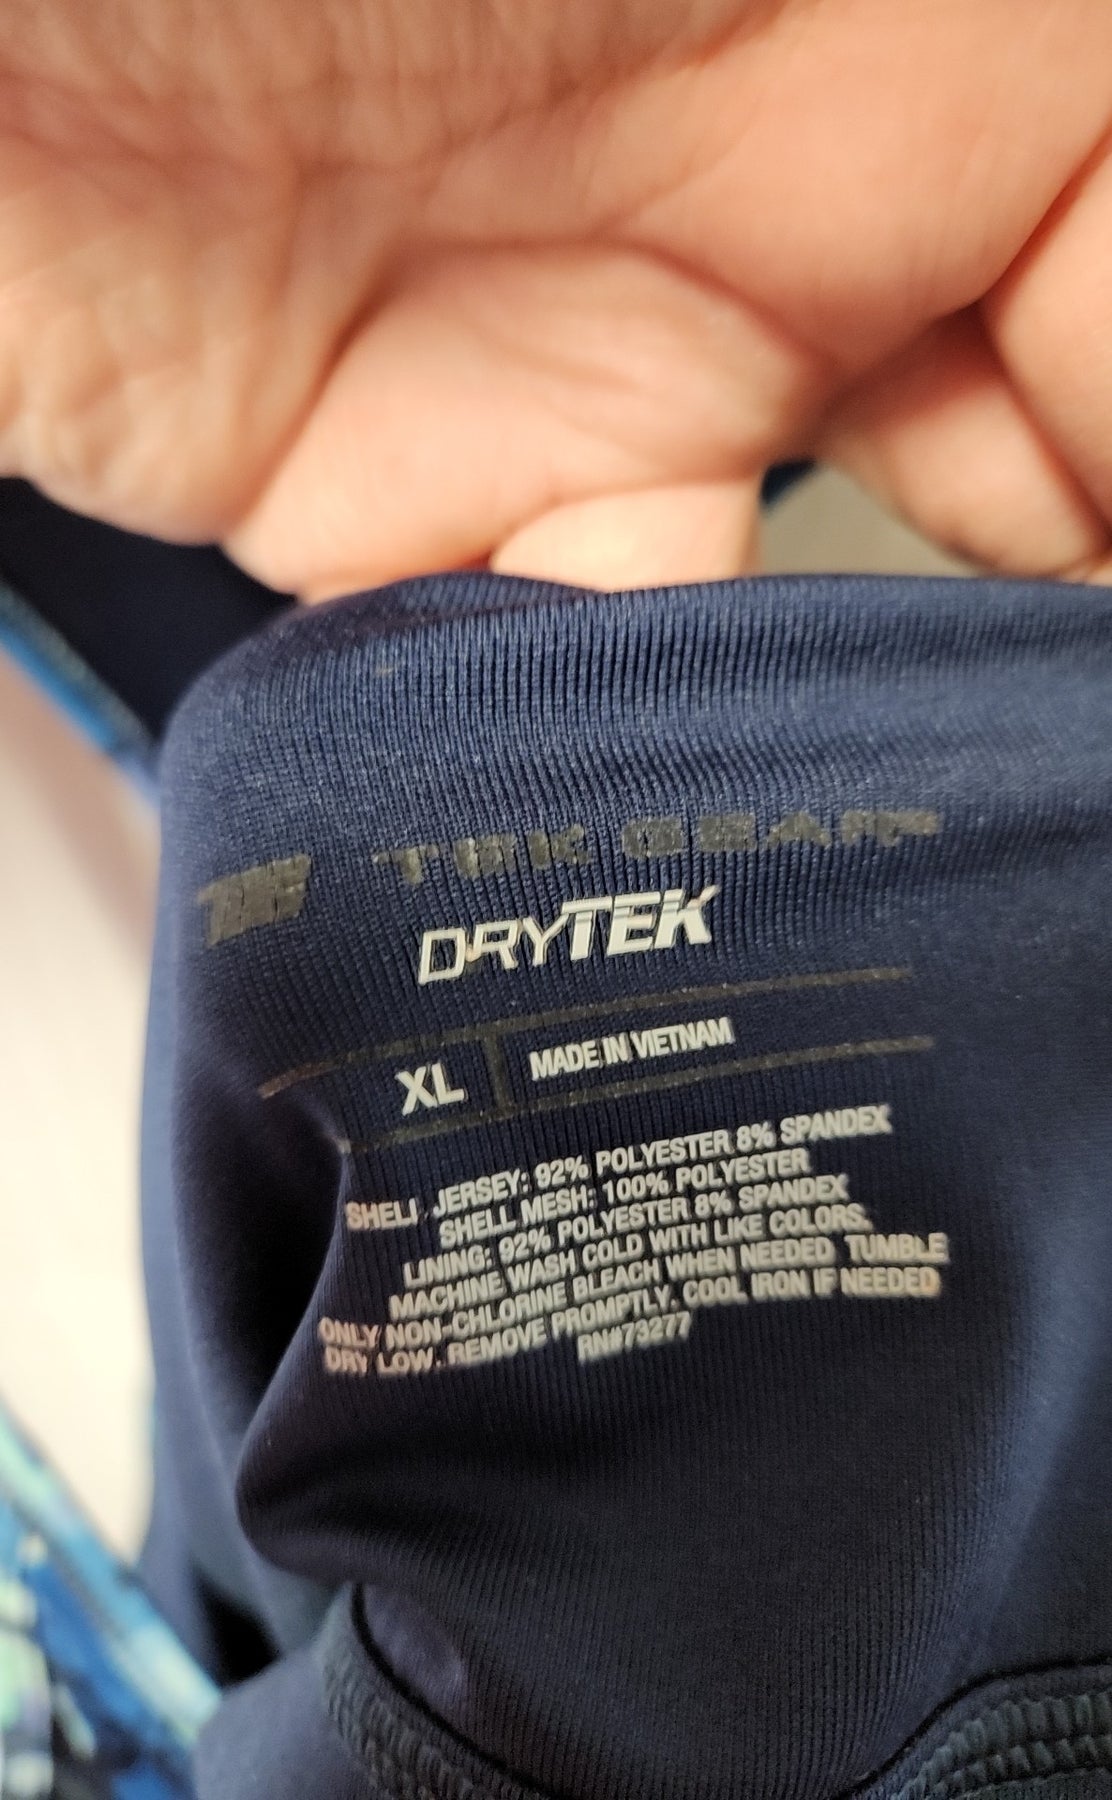 TEK GEAR
DRYTEK
XL
MADE IN VIETNAM
SHELL JERSEY: 92% POLYESTER 8% SPANDEX
SHELL MESH: 100% POLYESTER
LINING: 92% POLYESTER 8% SPANDEX
MACHINE WASH COLD WITH LIKE COLORS.
ONLY NON-CHLORINE BLEACH WHEN NEEDED TUMBLE
DRY LOW. REMOVE PROMPTLY. COOL IRON IF NEEDED
RN#73277